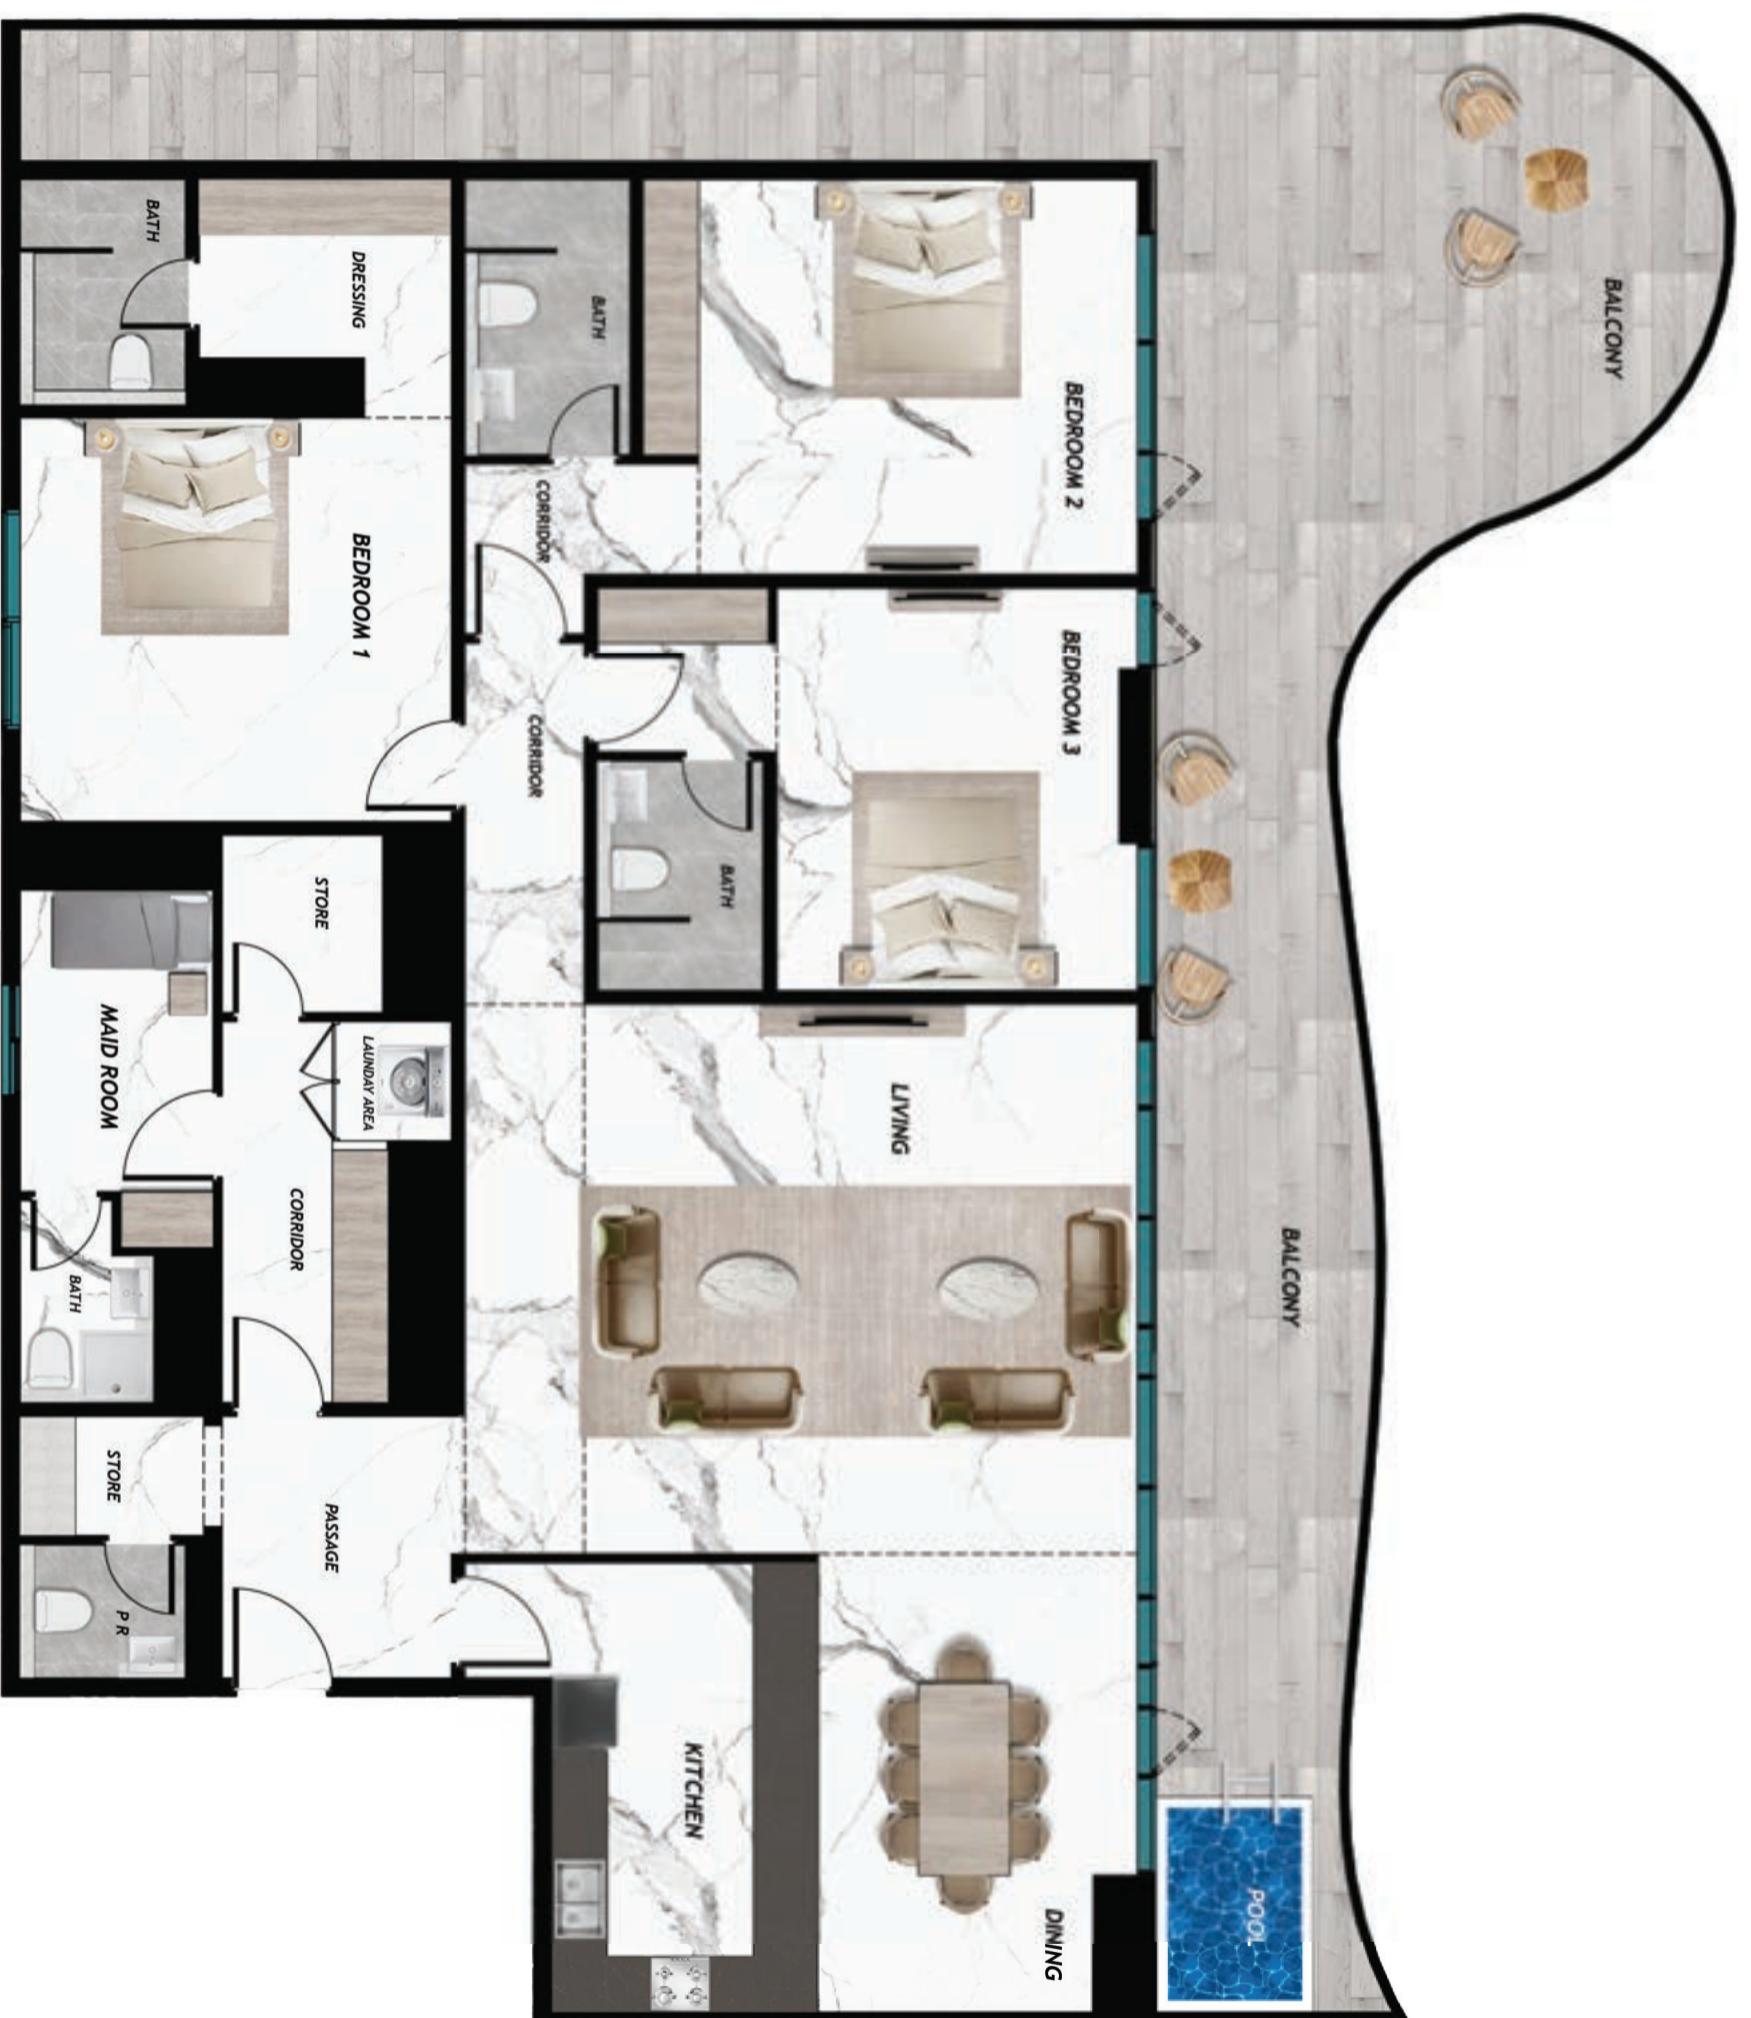 BATH
DRESSING
BATH
BEDROOM 2
BALCONY
CORRIDOR
BEDROOM 1
BEDROOM 3
CORRIDOR
BATH
STORE
MAID ROOM
LAUNDAY AREA
LIVING
CORRIDOR
BATH
BALCONY
STORE
PASSAGE
P R
KITCHEN
DINING
POOL